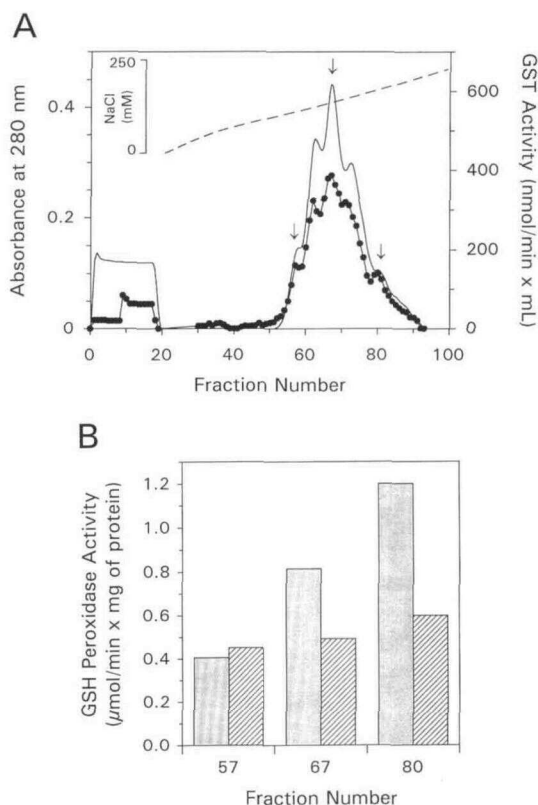 A
250
0
NaCl
(mM)
Absorbance at 280 nm
0.4
0.2
0
GST Activity (nmol/min x mL)
600
400
200
0
0 20 40 60 80 100
Fraction Number
B
GSH Peroxidase Activity
(µmol/min x mg of protein)
1.2
1.0
0.8
0.6
0.4
0.2
0.0
57 67 80
Fraction Number